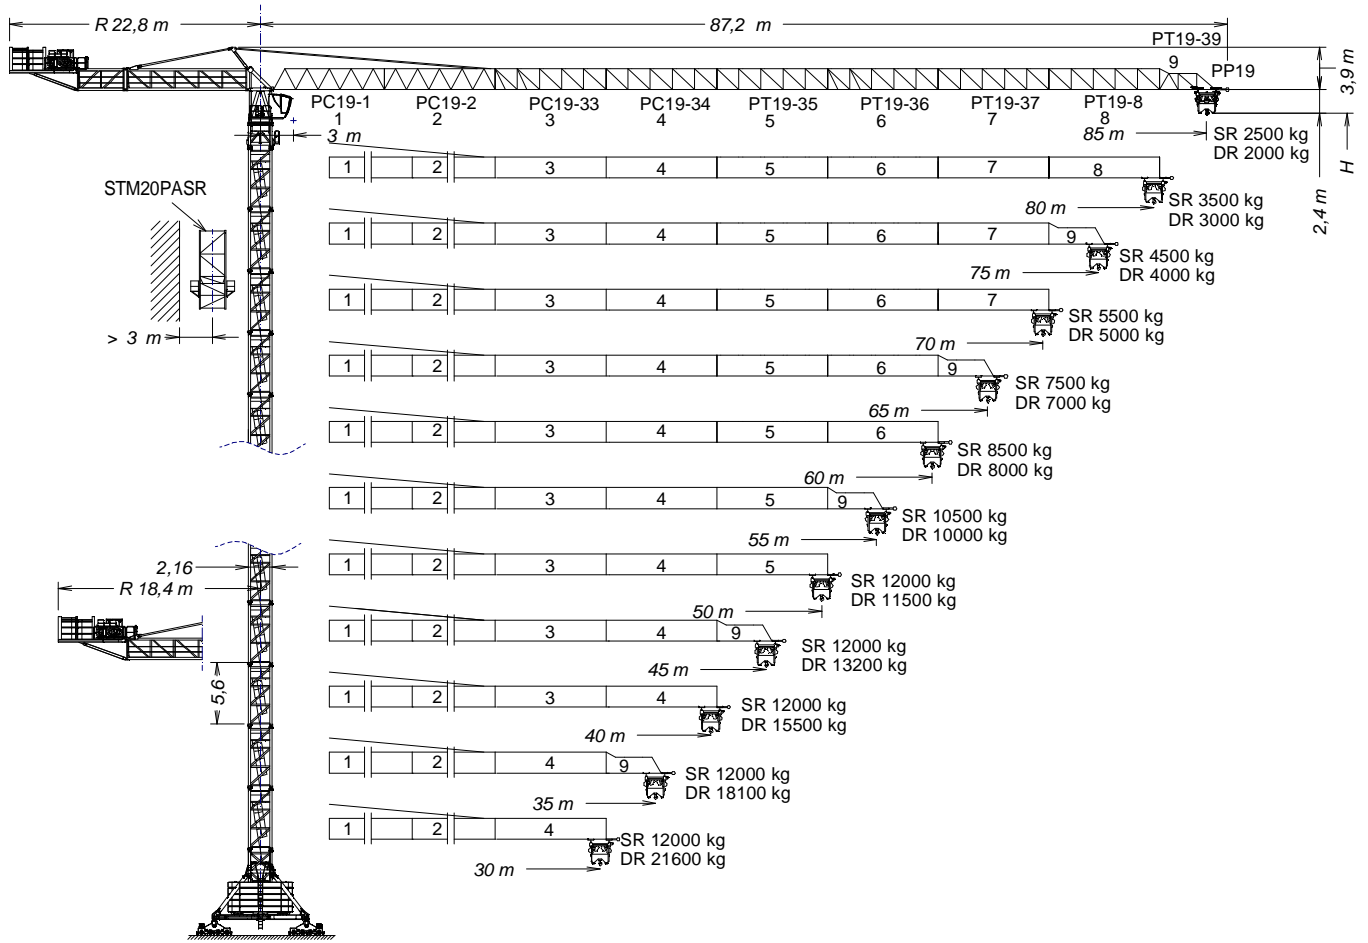 R 22,8 m
87,2 m
PT19-39
9
PP19
3,9 m
PC19-1 PC19-2 PC19-33 PC19-34 PT19-35 PT19-36 PT19-37 PT19-8
1 2 3 4 5 6 7 8
3 m
85 m
SR 2500 kg
DR 2000 kg
H
2,4 m
1 2 3 4 5 6 7 8
STM20PASR
80 m
SR 3500 kg
DR 3000 kg
1 2 3 4 5 6 7 9
75 m
SR 4500 kg
DR 4000 kg
1 2 3 4 5 6 7
> 3 m
70 m
SR 5500 kg
DR 5000 kg
1 2 3 4 5 6 9
65 m
SR 7500 kg
DR 7000 kg
1 2 3 4 5 6
60 m
SR 8500 kg
DR 8000 kg
1 2 3 4 5 9
55 m
SR 10500 kg
DR 10000 kg
1 2 3 4 5
2,16
R 18,4 m
50 m
SR 12000 kg
DR 11500 kg
1 2 3 4 9
45 m
SR 12000 kg
DR 13200 kg
5,6
1 2 3 4
40 m
SR 12000 kg
DR 15500 kg
1 2 4 9
35 m
SR 12000 kg
DR 18100 kg
1 2 4
30 m
SR 12000 kg
DR 21600 kg